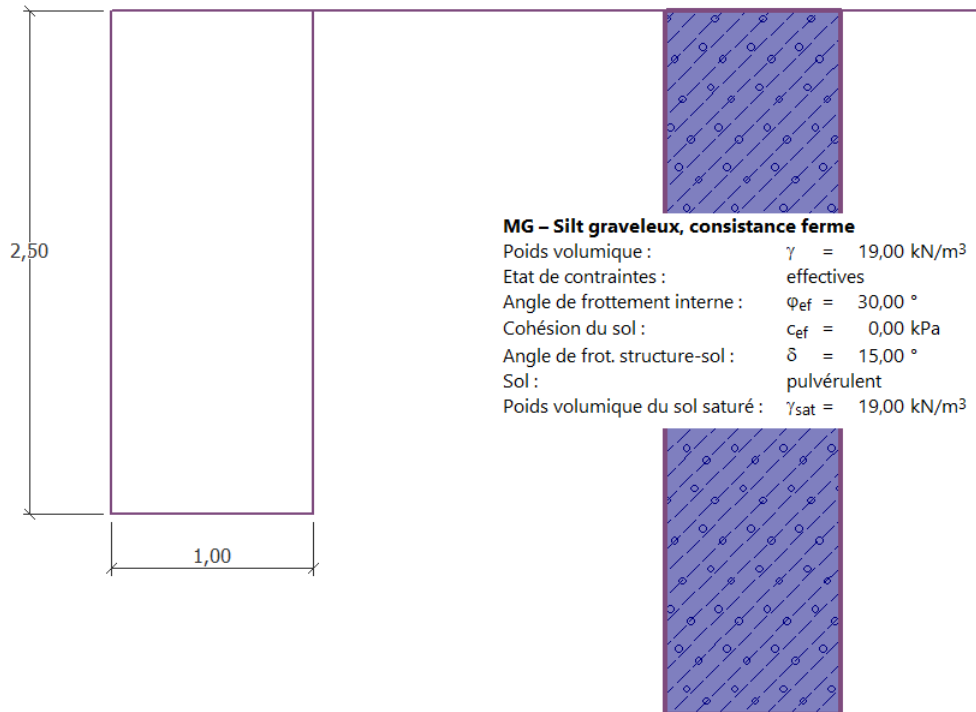 2,50
1,00
MG – Silt graveleux, consistance ferme
Poids volumique : γ = 19,00 kN/m³
Etat de contraintes : effectives
Angle de frottement interne : φef = 30,00 °
Cohésion du sol : cef = 0,00 kPa
Angle de frot. structure-sol : δ = 15,00 °
Sol : pulvérulent
Poids volumique du sol saturé : γsat = 19,00 kN/m³